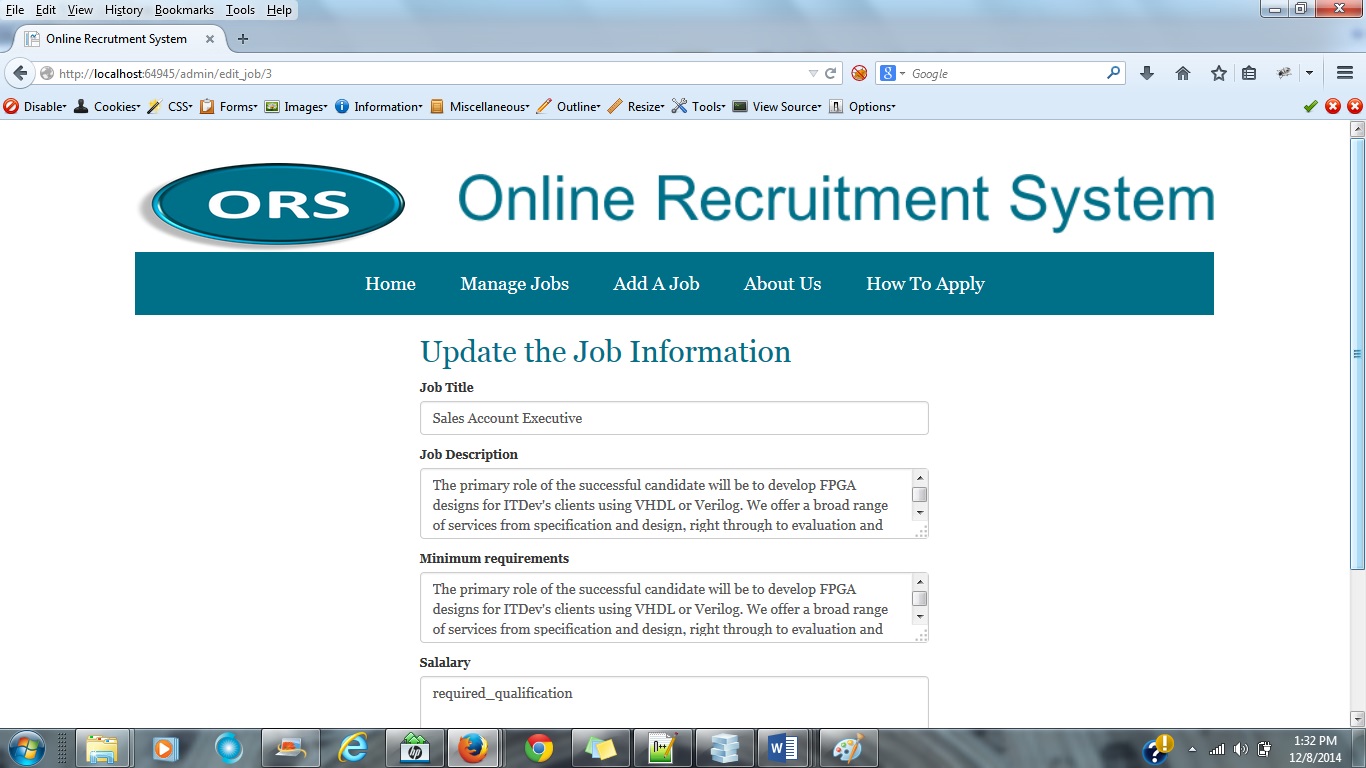 File Edit View History Bookmarks Tools Help
Online Recrutment System
http://localhost:64945/admin/edit_job/3
Google
Disable Cookies CSS Forms Images Information Miscellaneous Outline Resize Tools View Source Options
ORS
Online Recruitment System
Home Manage Jobs Add A Job About Us How To Apply
Update the Job Information
Job Title
Sales Account Executive
Job Description
The primary role of the successful candidate will be to develop FPGA
designs for ITDev's clients using VHDL or Verilog. We offer a broad range
of services from specification and design, right through to evaluation and
Minimum requirements
The primary role of the successful candidate will be to develop FPGA
designs for ITDev's clients using VHDL or Verilog. We offer a broad range
of services from specification and design, right through to evaluation and
Salalary
required_qualification
1:32 PM
12/8/2014